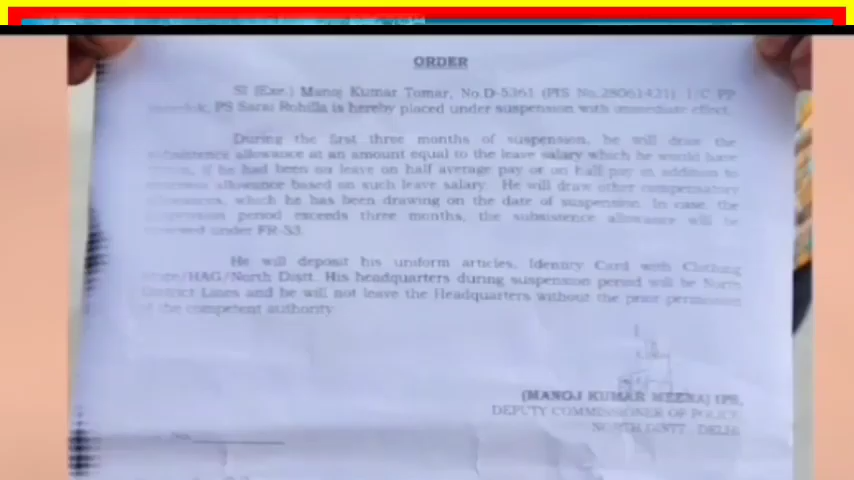 ORDER
SI (Exe.) Manoj Kumar Tomar, No.D-5361 (PIS No.28061421), I/C PP
PS Sarai Rohilla is hereby placed under suspension with immediate effect.
During the first three months of suspension, he will draw the
subsistence allowance at an amount equal to the leave salary which he would have
if he had been on leave on half average pay or on half pay in addition to
allowance based on such leave salary. He will draw other compensatory
allowances, which he has been drawing on the date of suspension. In case, the
suspension period exceeds three months, the subsistence allowance will be
under FR-53.
He will deposit his uniform articles, Identity Card with Clothing
Store/HAG/North Distt. His headquarters during suspension period will be North
District Lines and he will not leave the Headquarters without the prior permission
of the competent authority.
(MANOJ KUMAR MEENA) IPS,
DEPUTY COMMISSIONER OF POLICE,
NORTH DISTT. DELHI